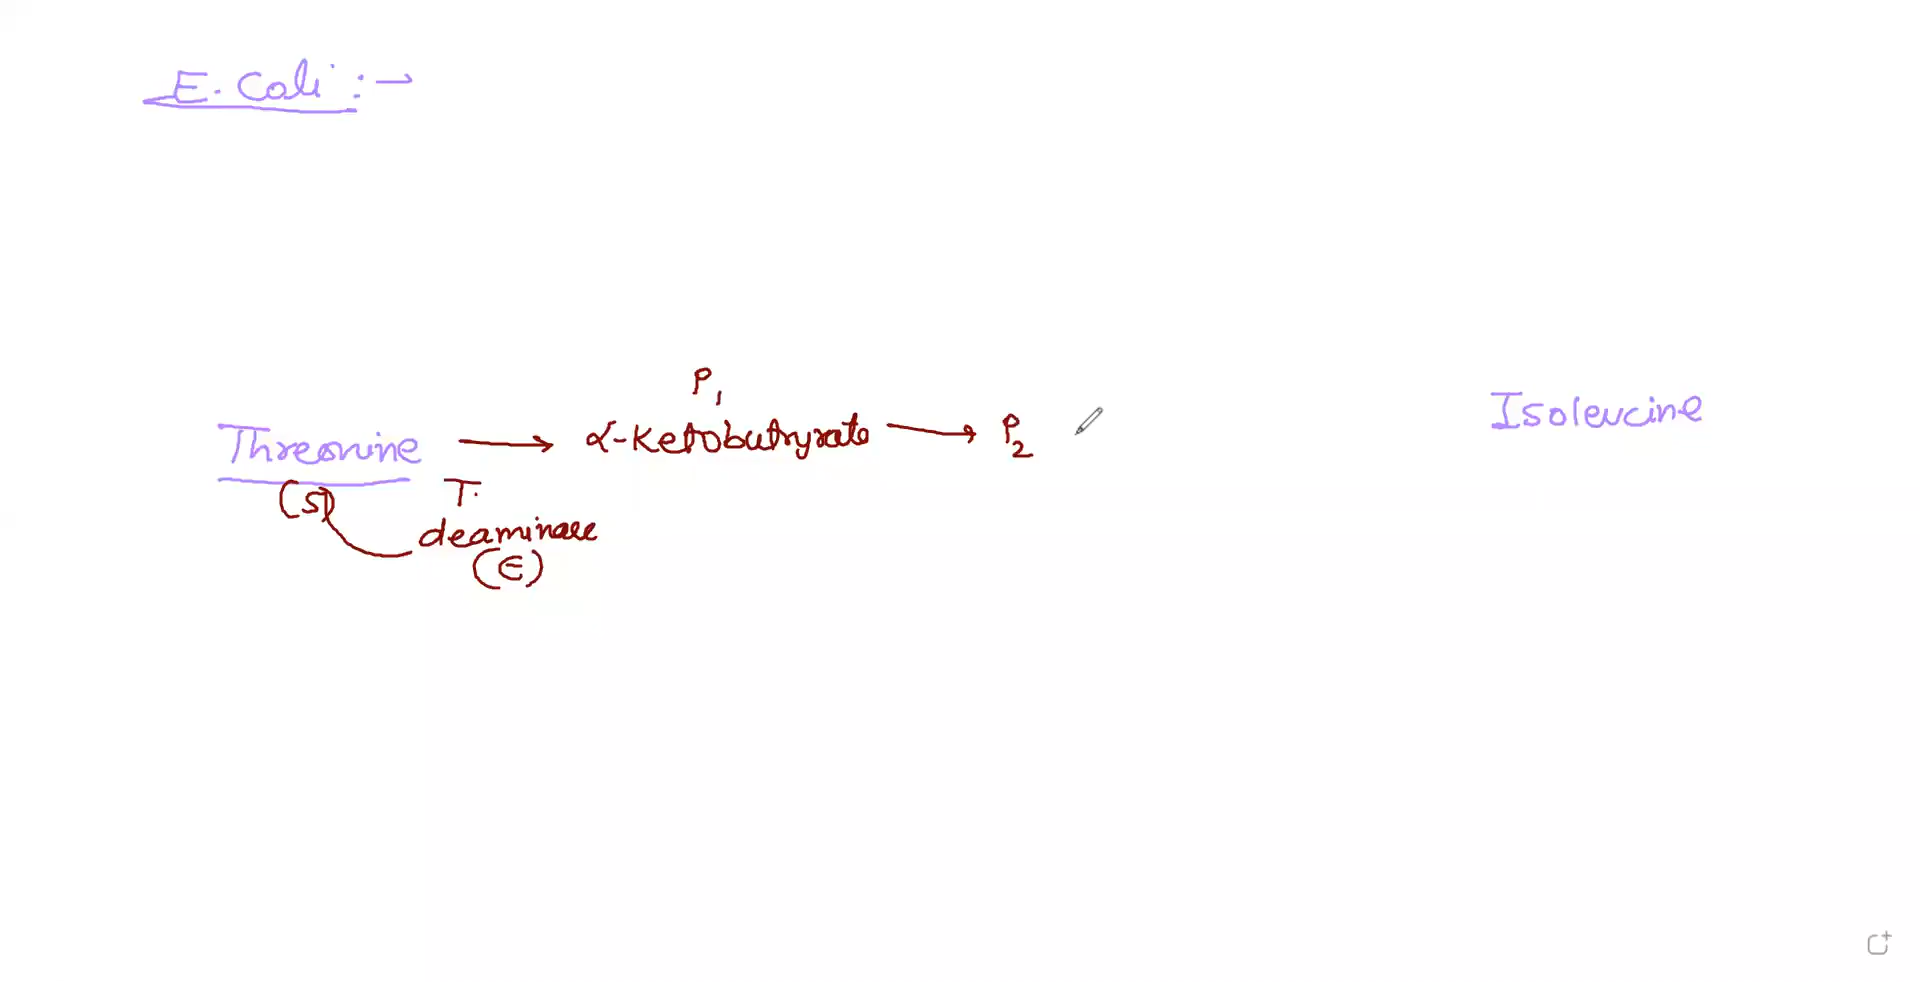 E. Coli :→
P1
Threonine → α-Ketobutyrate → P2 Isoleucine
(S) T.
deaminase
(E)